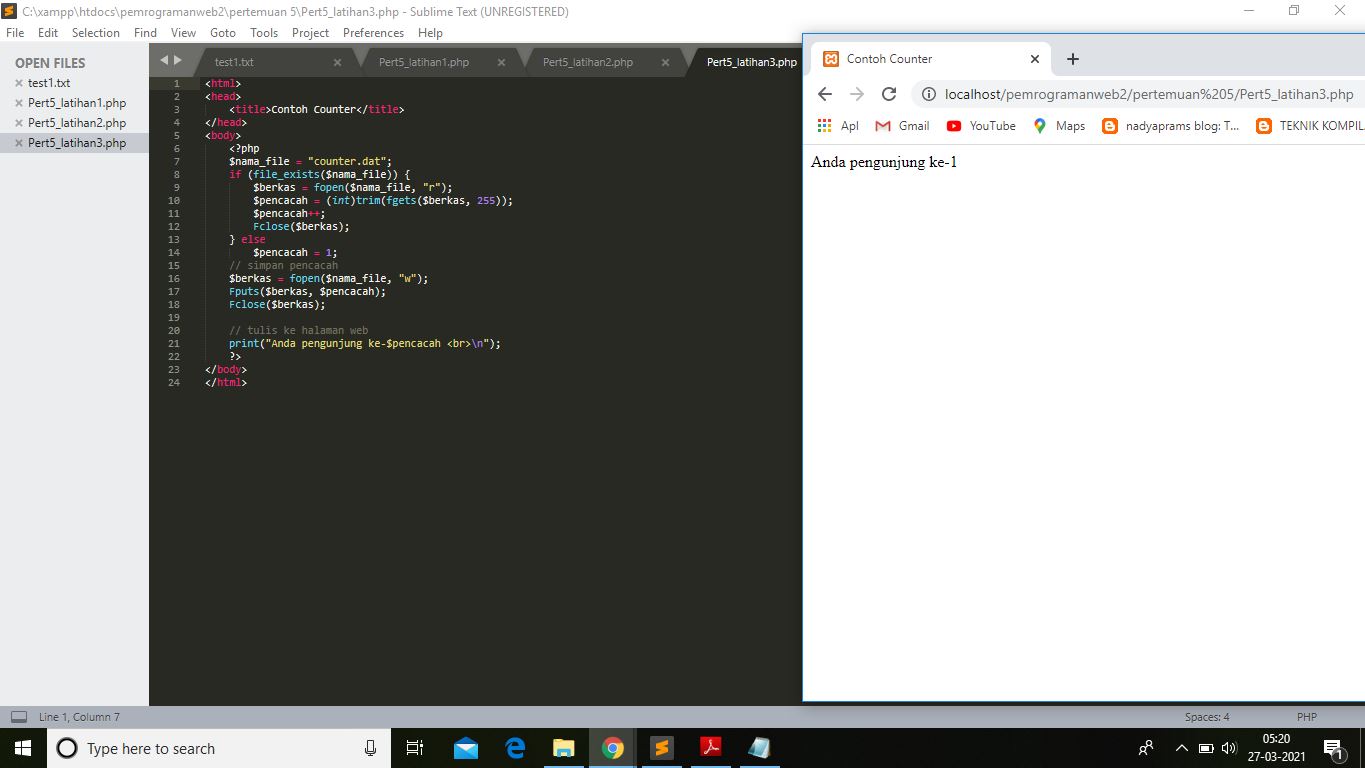 C:\xampp\htdocs\pemrogramanweb2\pertemuan 5\Pert5_latihan3.php - Sublime Text (UNREGISTERED)
File Edit Selection Find View Goto Tools Project Preferences Help
OPEN FILES
test1.txt
Pert5_latihan1.php
Pert5_latihan2.php
Pert5_latihan3.php
test1.txt Pert5_latihan1.php Pert5_latihan2.php Pert5_latihan3.php
1 <html>
2 <head>
3 <title>Contoh Counter</title>
4 </head>
5 <body>
6 <?php
7 $nama_file = "counter.dat";
8 if (file_exists($nama_file)) {
9 $berkas = fopen($nama_file, "r");
10 $pencacah = (int)trim(fgets($berkas, 255));
11 $pencacah++;
12 Fclose($berkas);
13 } else
14 $pencacah = 1;
15 // simpan pencacah
16 $berkas = fopen($nama_file, "w");
17 Fputs($berkas, $pencacah);
18 Fclose($berkas);
19
20 // tulis ke halaman web
21 print("Anda pengunjung ke-$pencacah <br>\n");
22 ?>
23 </body>
24 </html>
Contoh Counter
localhost/pemrogramanweb2/pertemuan%205/Pert5_latihan3.php
Apl Gmail YouTube Maps nadyaprams blog: T... TEKNIK KOMPIL
Anda pengunjung ke-1
Line 1, Column 7 Spaces: 4 PHP
Type here to search
05:20
27-03-2021
1